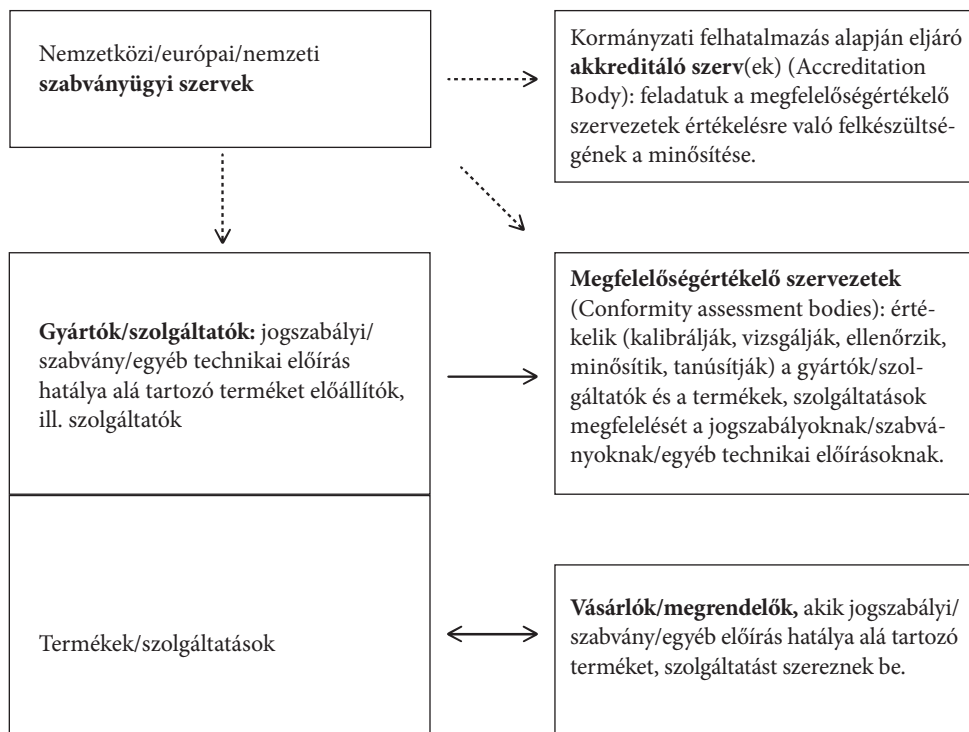 Nemzetközi/európai/nemzeti
szabványügyi szervek
Kormányzati felhatalmazás alapján eljáró
akkreditáló szerv(ek) (Accreditation
Body): feladatuk a megfelelőségértékelő
szervezetek értékelésre való felkészültsé-
gének a minősítése.
Gyártók/szolgáltatók: jogszabályi/
szabvány/egyéb technikai előírás
hatálya alá tartozó terméket előállítók,
ill. szolgáltatók
Megfelelőségértékelő szervezetek
(Conformity assessment bodies): érté-
kelik (kalibrálják, vizsgálják, ellenőrzik,
minősítik, tanúsítják) a gyártók/szol-
gáltatók és a termékek, szolgáltatások
megfelelését a jogszabályoknak/szabvá-
nyoknak/egyéb technikai előírásoknak.
Termékek/szolgáltatások
Vásárlók/megrendelők, akik jogszabályi/
szabvány/egyéb előírás hatálya alá tartozó
terméket, szolgáltatást szereznek be.